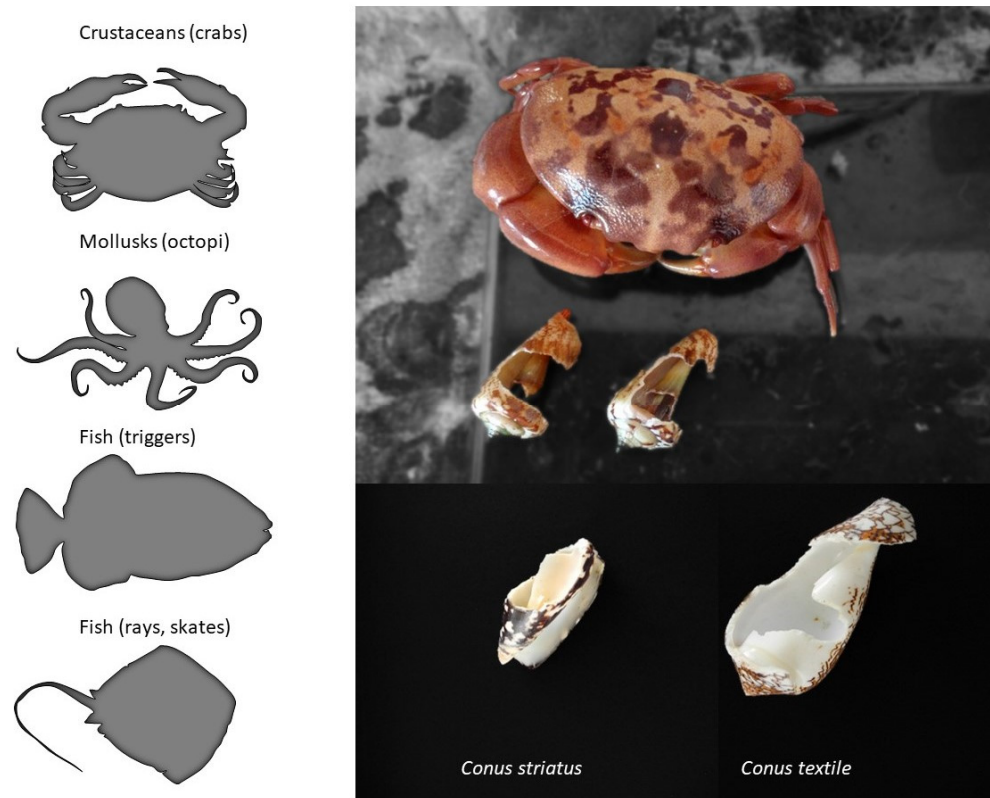 Crustaceans (crabs)
Mollusks (octopi)
Fish (triggers)
Fish (rays, skates)
Conus striatus
Conus textile